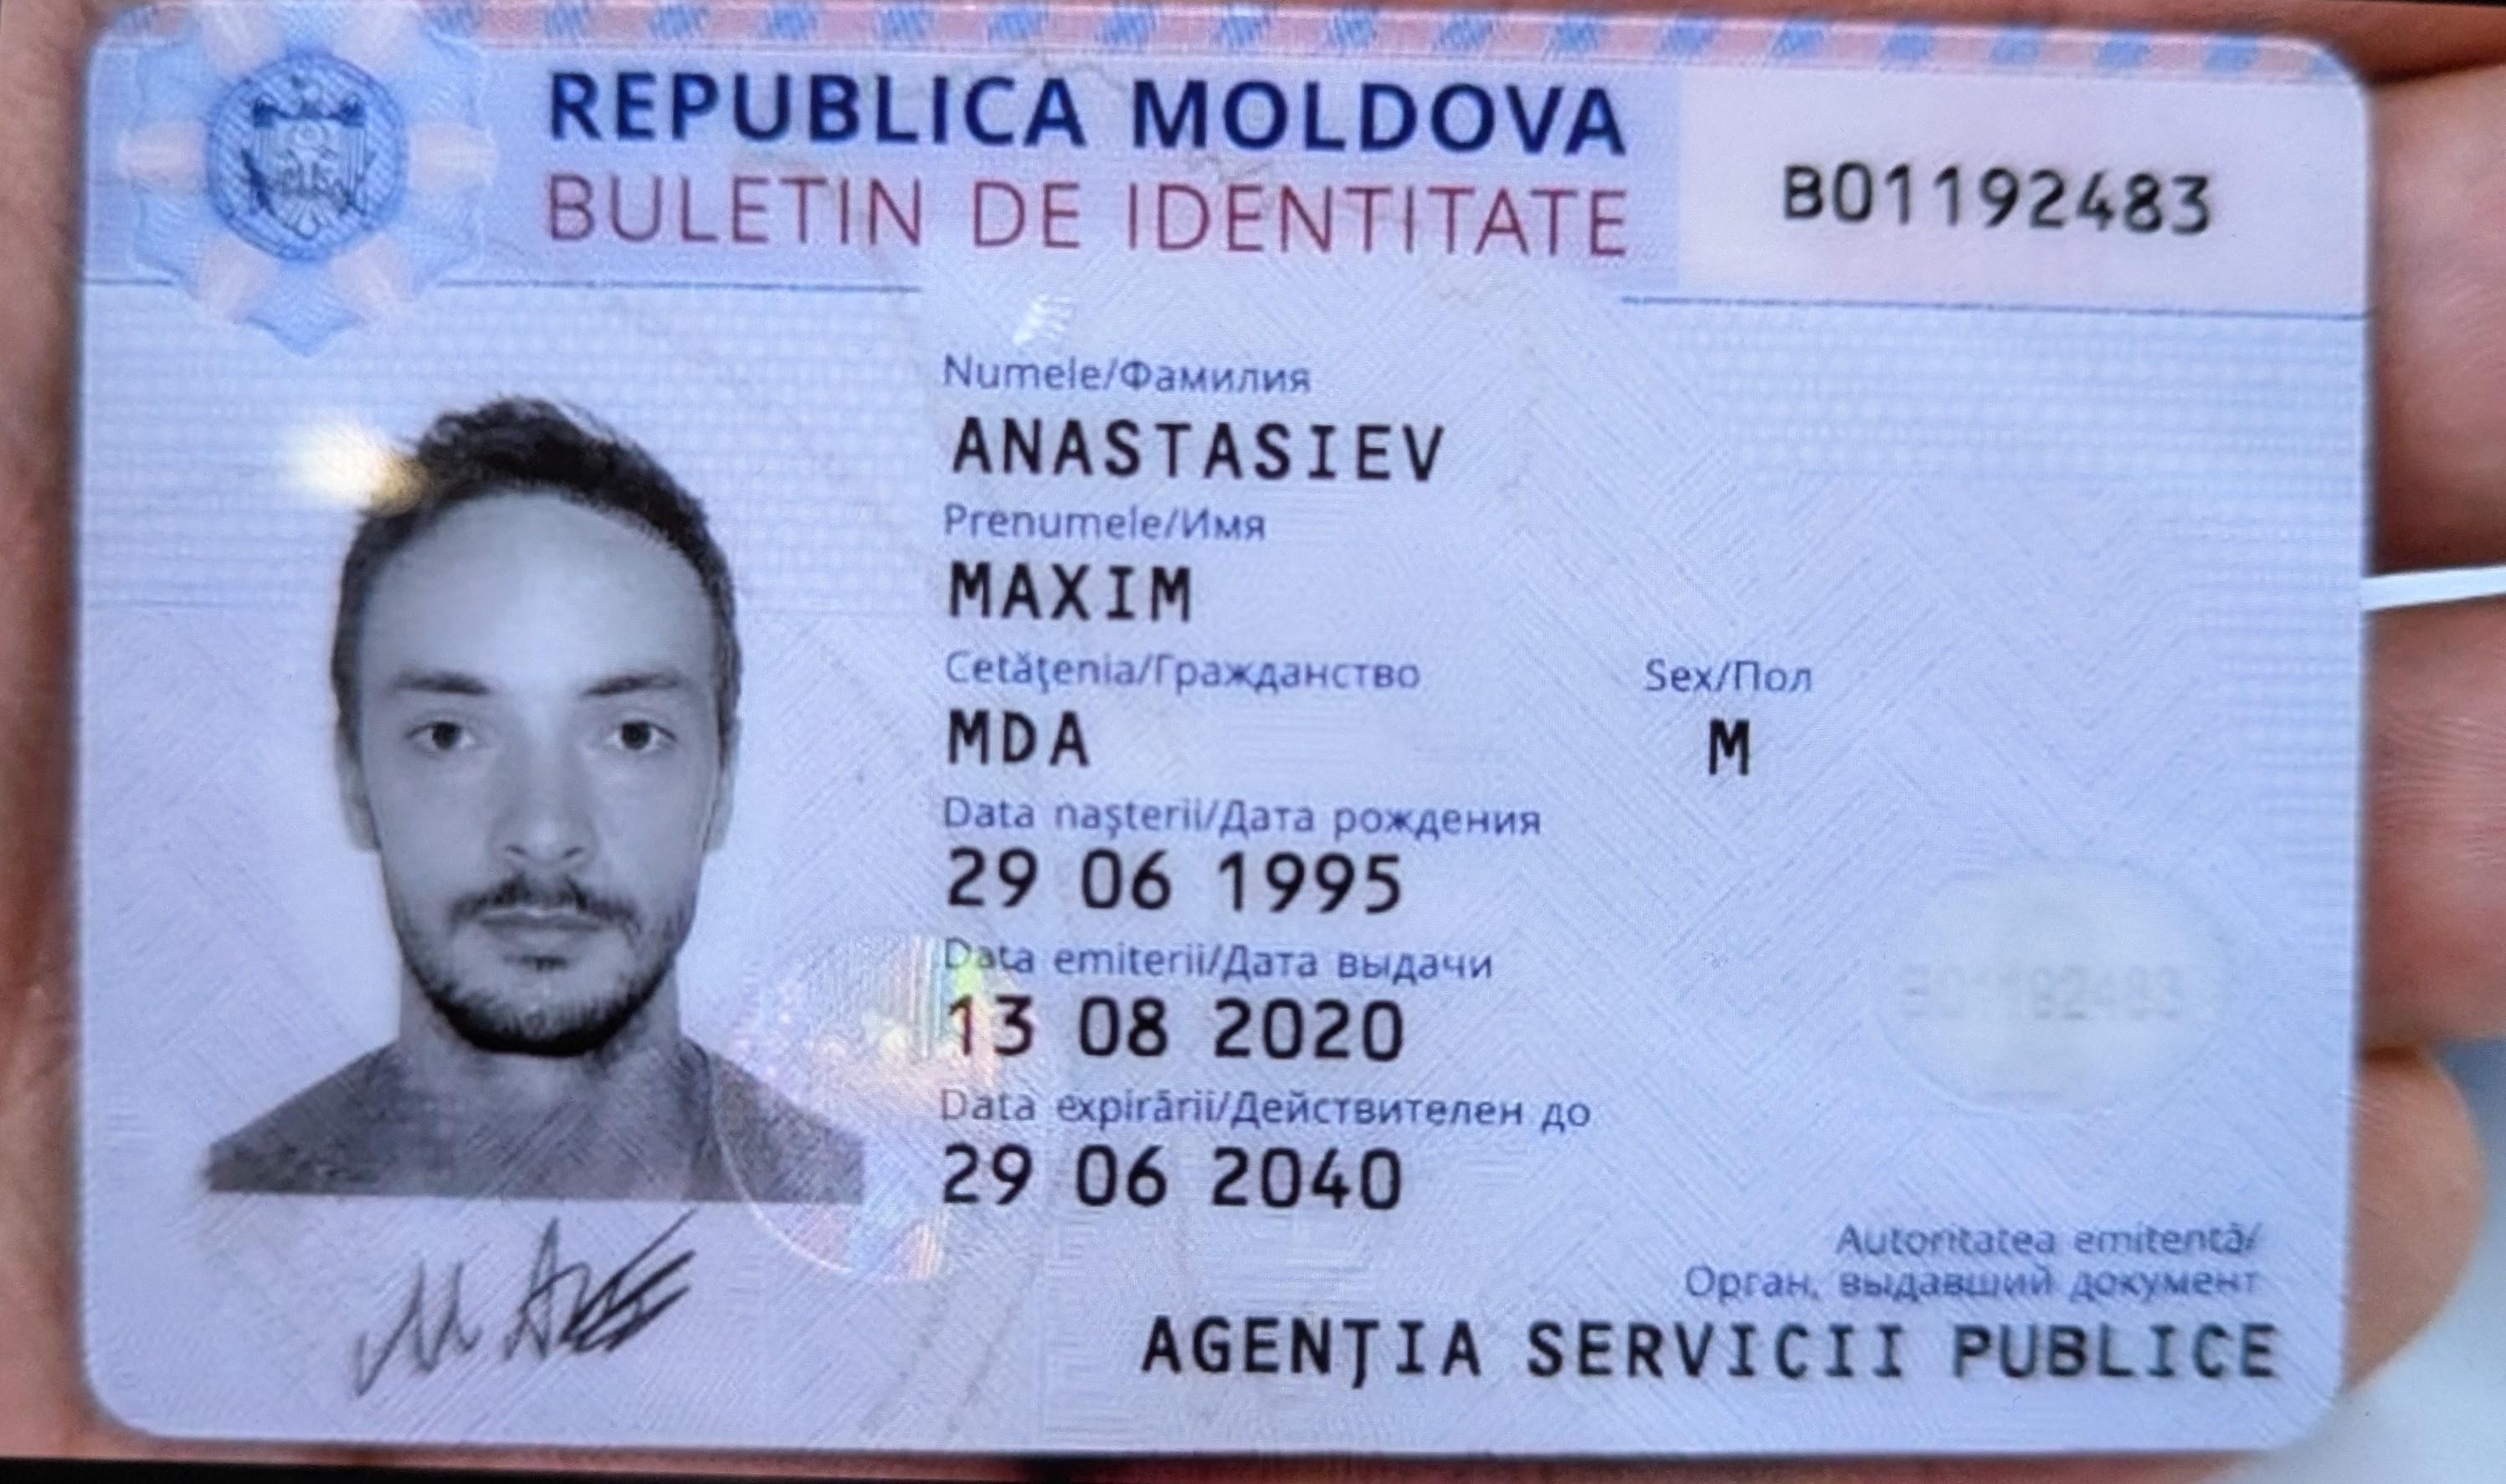 REPUBLICA MOLDOVA
BULETIN DE IDENTITATE
B01192483
Numele/Фамилия
ANASTASIEV
Prenumele/Имя
MAXIM
Cetăţenia/Гражданство
MDA
Sex/Пол
M
Data naşterii/Дата рождения
29 06 1995
Data emiterii/Дата выдачи
13 08 2020
Data expirării/Действителен до
29 06 2040
B01192483
Autoritatea emitentă/
Орган, выдавший документ
AGENŢIA SERVICII PUBLICE